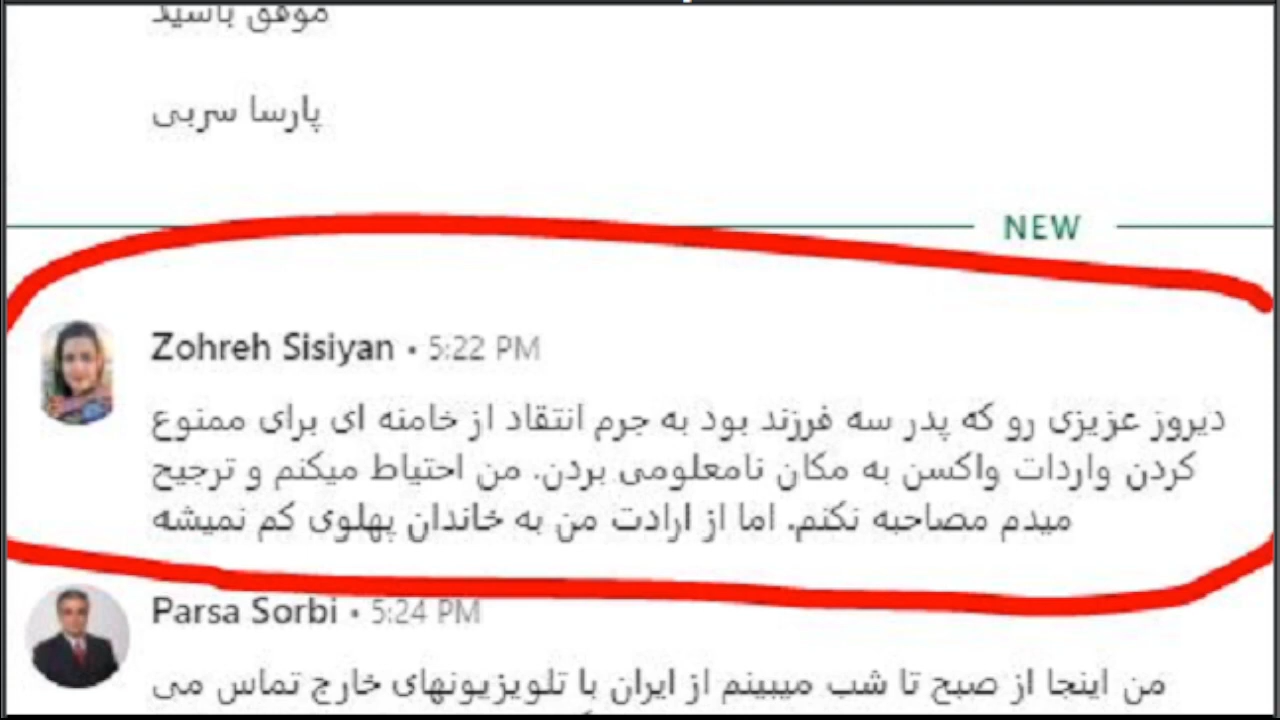 موفق باشید
پارسا سربی
NEW
Zohreh Sisiyan • 5:22 PM
دیروز عزیزی رو که پدر سه فرزند بود به جرم انتقاد از خامنه ای برای ممنوع
کردن واردات واکسن به مکان نامعلومی بردن. من احتیاط میکنم و ترجیح
میدم مصاحبه نکنم. اما از ارادت من به خاندان پهلوی کم نمیشه
Parsa Sorbi • 5:24 PM
من اینجا از صبح تا شب میبینم از ایران با تلویزیونهای خارج تماس می